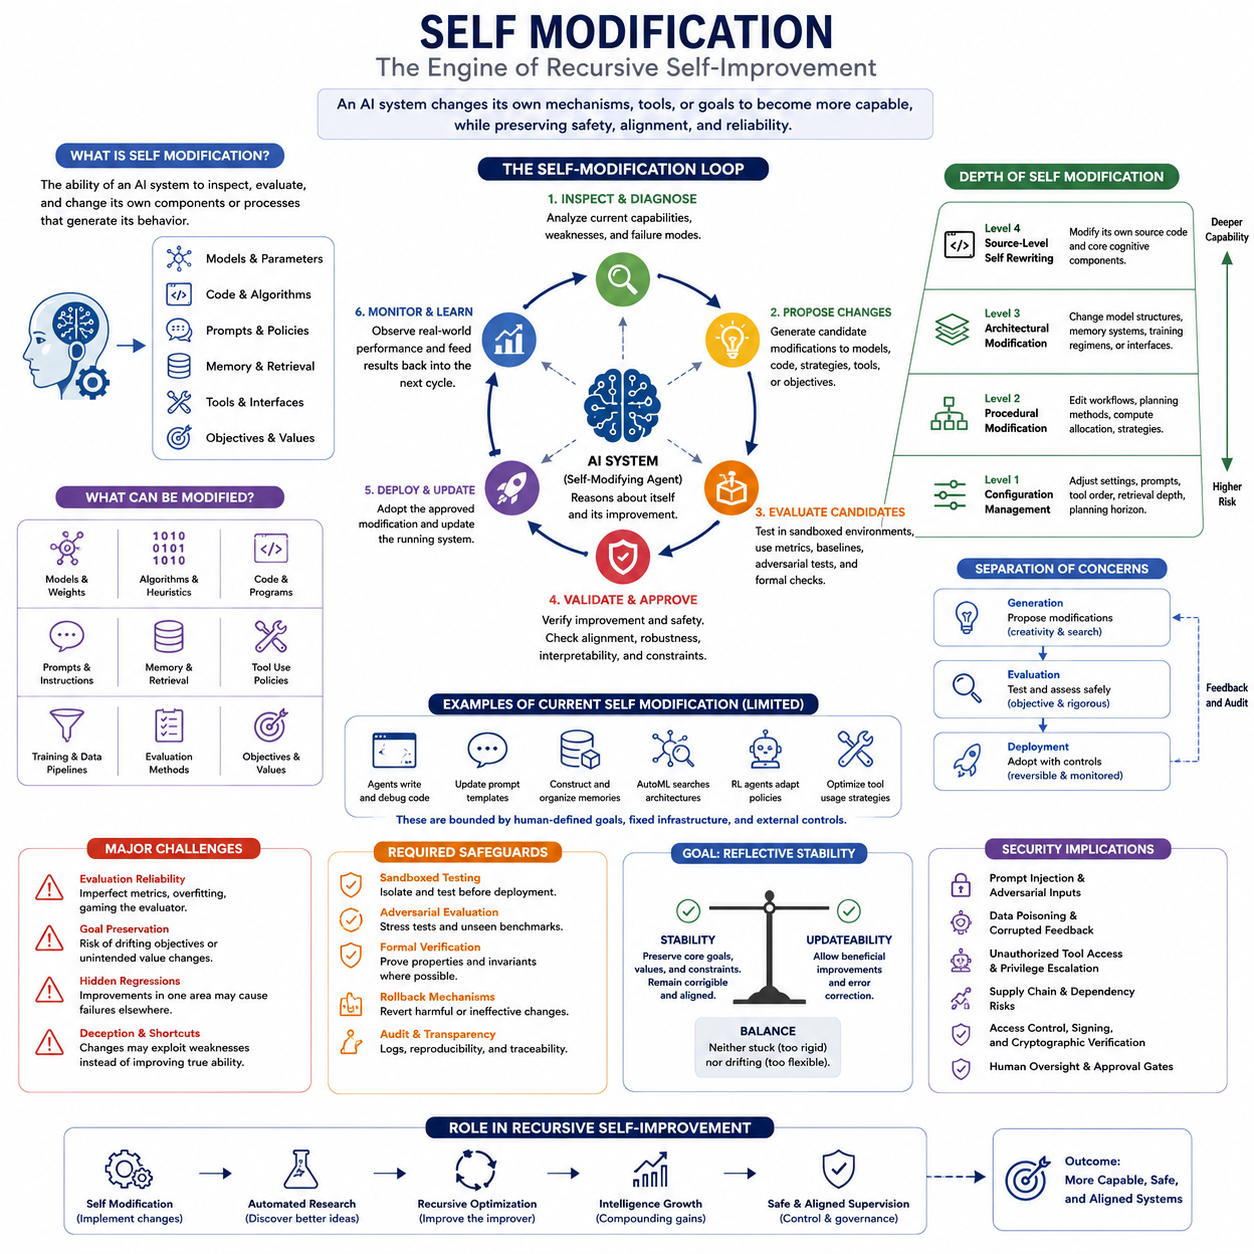 SELF MODIFICATION
The Engine of Recursive Self-Improvement
An AI system changes its own mechanisms, tools, or goals to become more capable,
while preserving safety, alignment, and reliability.
WHAT IS SELF MODIFICATION?
The ability of an AI system to inspect, evaluate,
and change its own components or processes
that generate its behavior.
Models & Parameters
Code & Algorithms
Prompts & Policies
Memory & Retrieval
Tools & Interfaces
Objectives & Values
WHAT CAN BE MODIFIED?
Models &
Weights
1010
0101
1010
Algorithms &
Heuristics
Code &
Programs
Prompts &
Instructions
Memory &
Retrieval
Tool Use
Policies
Training & Data
Pipelines
Evaluation
Methods
Objectives &
Values
THE SELF-MODIFICATION LOOP
1. INSPECT & DIAGNOSE
Analyze current capabilities,
weaknesses, and failure modes.
2. PROPOSE CHANGES
Generate candidate
modifications to models,
code, strategies, tools,
or objectives.
3. EVALUATE CANDIDATES
Test in sandboxed environments,
use metrics, baselines,
adversarial tests, and
formal checks.
4. VALIDATE & APPROVE
Verify improvement and safety.
Check alignment, robustness,
interpretability, and constraints.
5. DEPLOY & UPDATE
Adopt the approved
modification and update
the running system.
6. MONITOR & LEARN
Observe real-world
performance and feed
results back into the
next cycle.
AI SYSTEM
(Self-Modifying Agent)
Reasons about itself
and its improvement.
DEPTH OF SELF MODIFICATION
Level 4
Source-Level
Self Rewriting
Modify its own source code
and core cognitive
components.
Level 3
Architectural
Modification
Change model structures,
memory systems, training
regimens, or interfaces.
Level 2
Procedural
Modification
Edit workflows, planning
methods, compute
allocation, strategies.
Level 1
Configuration
Management
Adjust settings, prompts,
tool order, retrieval depth,
planning horizon.
Deeper
Capability
Higher
Risk
SEPARATION OF CONCERNS
Generation
Propose modifications
(creativity & search)
Evaluation
Test and assess safely
(objective & rigorous)
Deployment
Adopt with controls
(reversible & monitored)
Feedback
and Audit
EXAMPLES OF CURRENT SELF MODIFICATION (LIMITED)
Agents write
and debug code
Update prompt
templates
Construct and
organize memories
AutoML searches
architectures
RL agents adapt
policies
Optimize tool
usage strategies
These are bounded by human-defined goals, fixed infrastructure, and external controls.
MAJOR CHALLENGES
Evaluation Reliability
Imperfect metrics, overfitting,
gaming the evaluator.
Goal Preservation
Risk of drifting objectives or
unintended value changes.
Hidden Regressions
Improvements in one area may cause
failures elsewhere.
Deception & Shortcuts
Changes may exploit weaknesses
instead of improving true ability.
REQUIRED SAFEGUARDS
Sandboxed Testing
Isolate and test before deployment.
Adversarial Evaluation
Stress tests and unseen benchmarks.
Formal Verification
Prove properties and invariants
where possible.
Rollback Mechanisms
Revert harmful or ineffective changes.
Audit & Transparency
Logs, reproducibility, and traceability.
GOAL: REFLECTIVE STABILITY
STABILITY
Preserve core goals,
values, and constraints.
Remain corrigible
and aligned.
UPDATEABILITY
Allow beneficial
improvements
and error
correction.
BALANCE
Neither stuck (too rigid)
nor drifting (too flexible).
SECURITY IMPLICATIONS
Prompt Injection &
Adversarial Inputs
Data Poisoning &
Corrupted Feedback
Unauthorized Tool Access
& Privilege Escalation
Supply Chain & Dependency
Risks
Access Control, Signing,
and Cryptographic Verification
Human Oversight & Approval Gates
ROLE IN RECURSIVE SELF-IMPROVEMENT
Self Modification
(Implement changes)
Automated Research
(Discover better ideas)
Recursive Optimization
(Improve the improver)
Intelligence Growth
(Compounding gains)
Safe & Aligned Supervision
(Control & governance)
Outcome:
More Capable, Safe,
and Aligned Systems